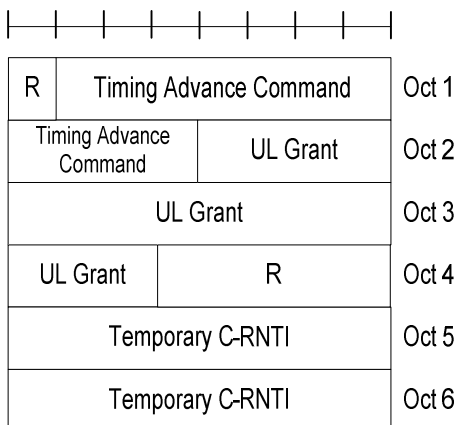 R Timing Advance Command Oct 1
Timing Advance Command UL Grant Oct 2
UL Grant Oct 3
UL Grant R Oct 4
Temporary C-RNTI Oct 5
Temporary C-RNTI Oct 6